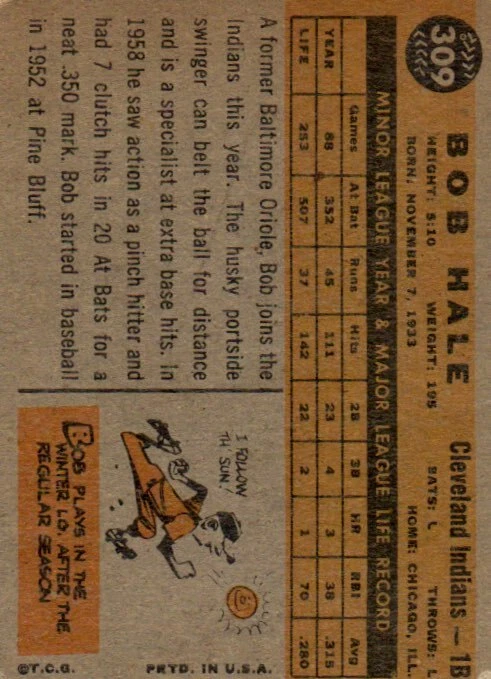 309
BOB HALE Cleveland Indians — 1B
HEIGHT: 5:10 WEIGHT: 195 BATS: L THROWS: L
BORN: NOVEMBER 7, 1933 HOME: CHICAGO, ILL.
MINOR LEAGUE YEAR & MAJOR LEAGUE LIFE RECORD
Games At Bat Runs Hits 2B 3B HR RBI Avg
YEAR 88 352 45 111 23 4 3 38 .315
LIFE 253 507 37 142 22 2 1 70 .280
A former Baltimore Oriole, Bob joins the
Indians this year. The husky portside
swinger can belt the ball for distance
and is a specialist at extra base hits. In
1958 he saw action as a pinch hitter and
had 7 clutch hits in 20 At Bats for a
neat .350 mark. Bob started in baseball
in 1952 at Pine Bluff.
I FOLLOW
TH SUN!
BOB PLAYS IN THE
WINTER LG. AFTER THE
REGULAR SEASON
©T.C.G. PRTD. IN U.S.A.